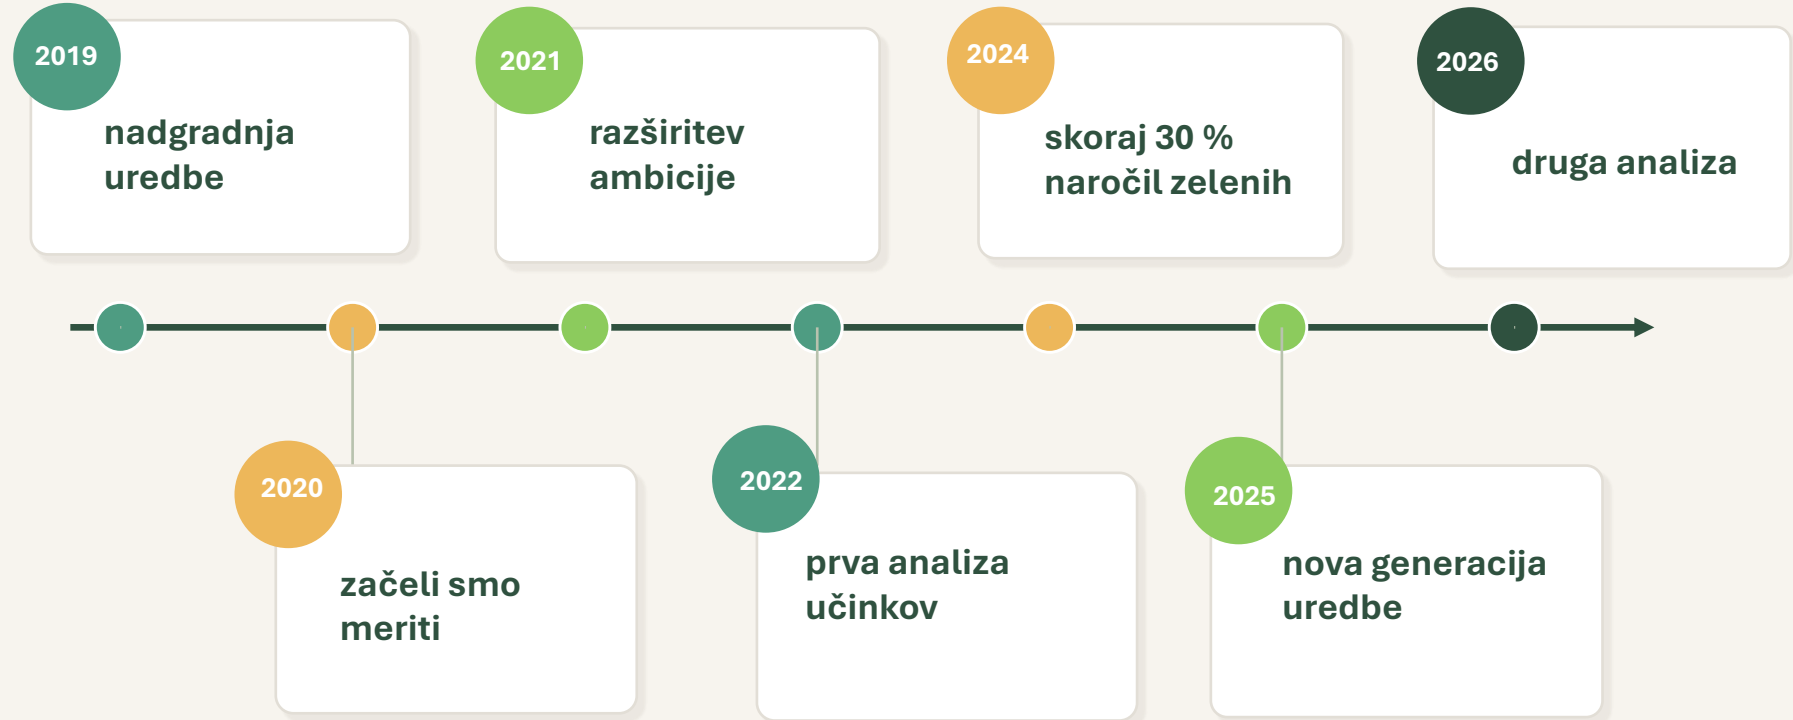 2019
nadgradnja
uredbe
2021
razširitev
ambicije
2024
skoraj 30 %
naročil zelenih
2026
druga analiza
2020
začeli smo
meriti
2022
prva analiza
učinkov
2025
nova generacija
uredbe